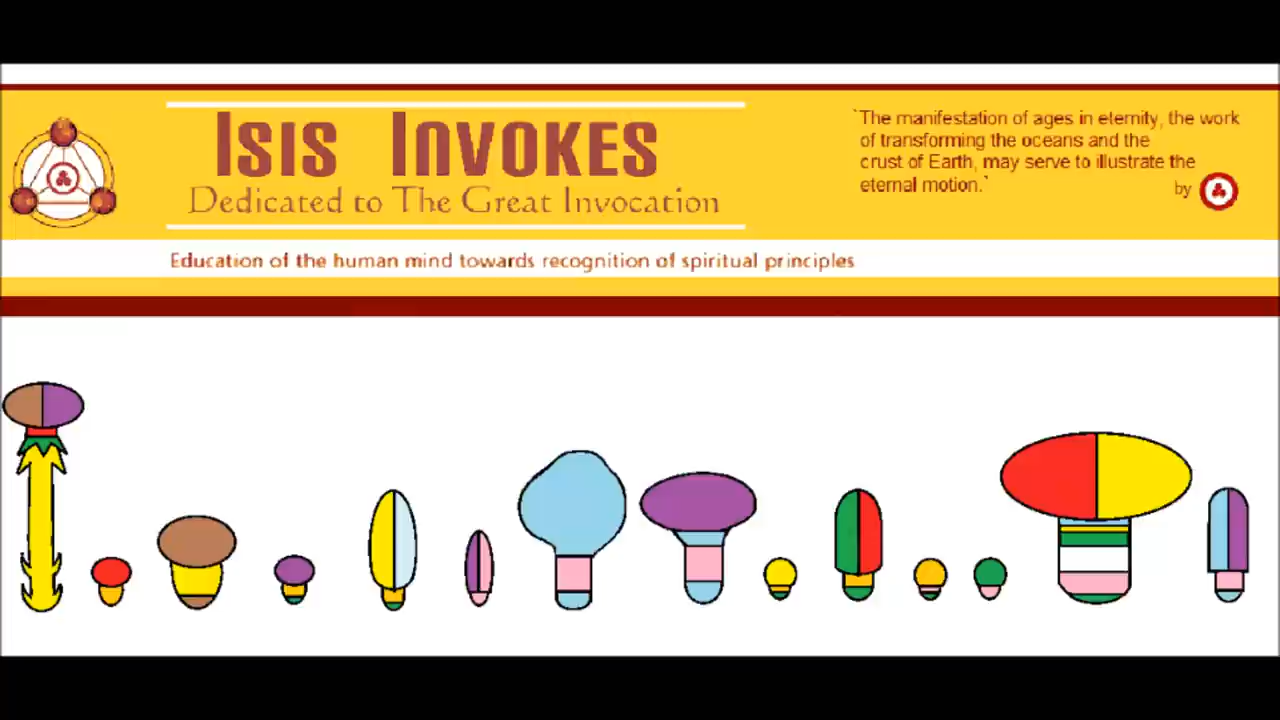 Isis Invokes
Dedicated to The Great Invocation
`The manifestation of ages in eternity, the work
of transforming the oceans and the
crust of Earth, may serve to illustrate the
eternal motion.`
by
Education of the human mind towards recognition of spiritual principles